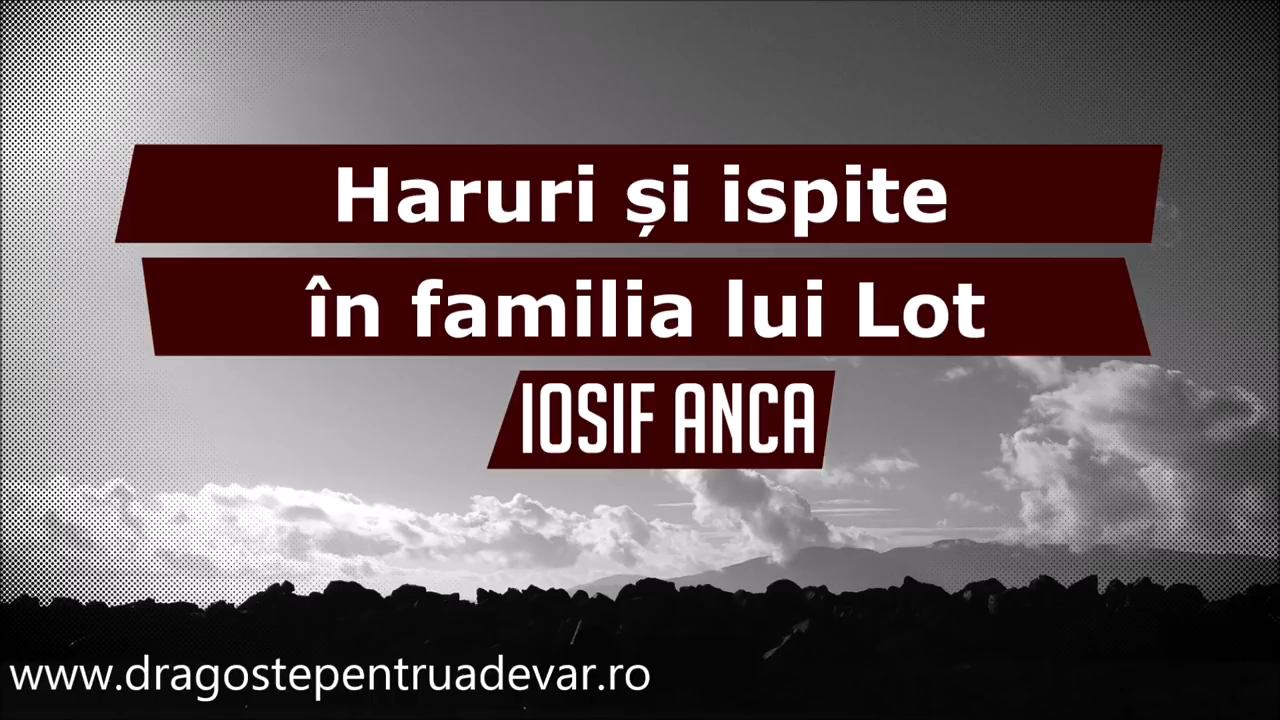 Haruri și ispite
în familia lui Lot
IOSIF ANCA
www.dragostepentruadevar.ro